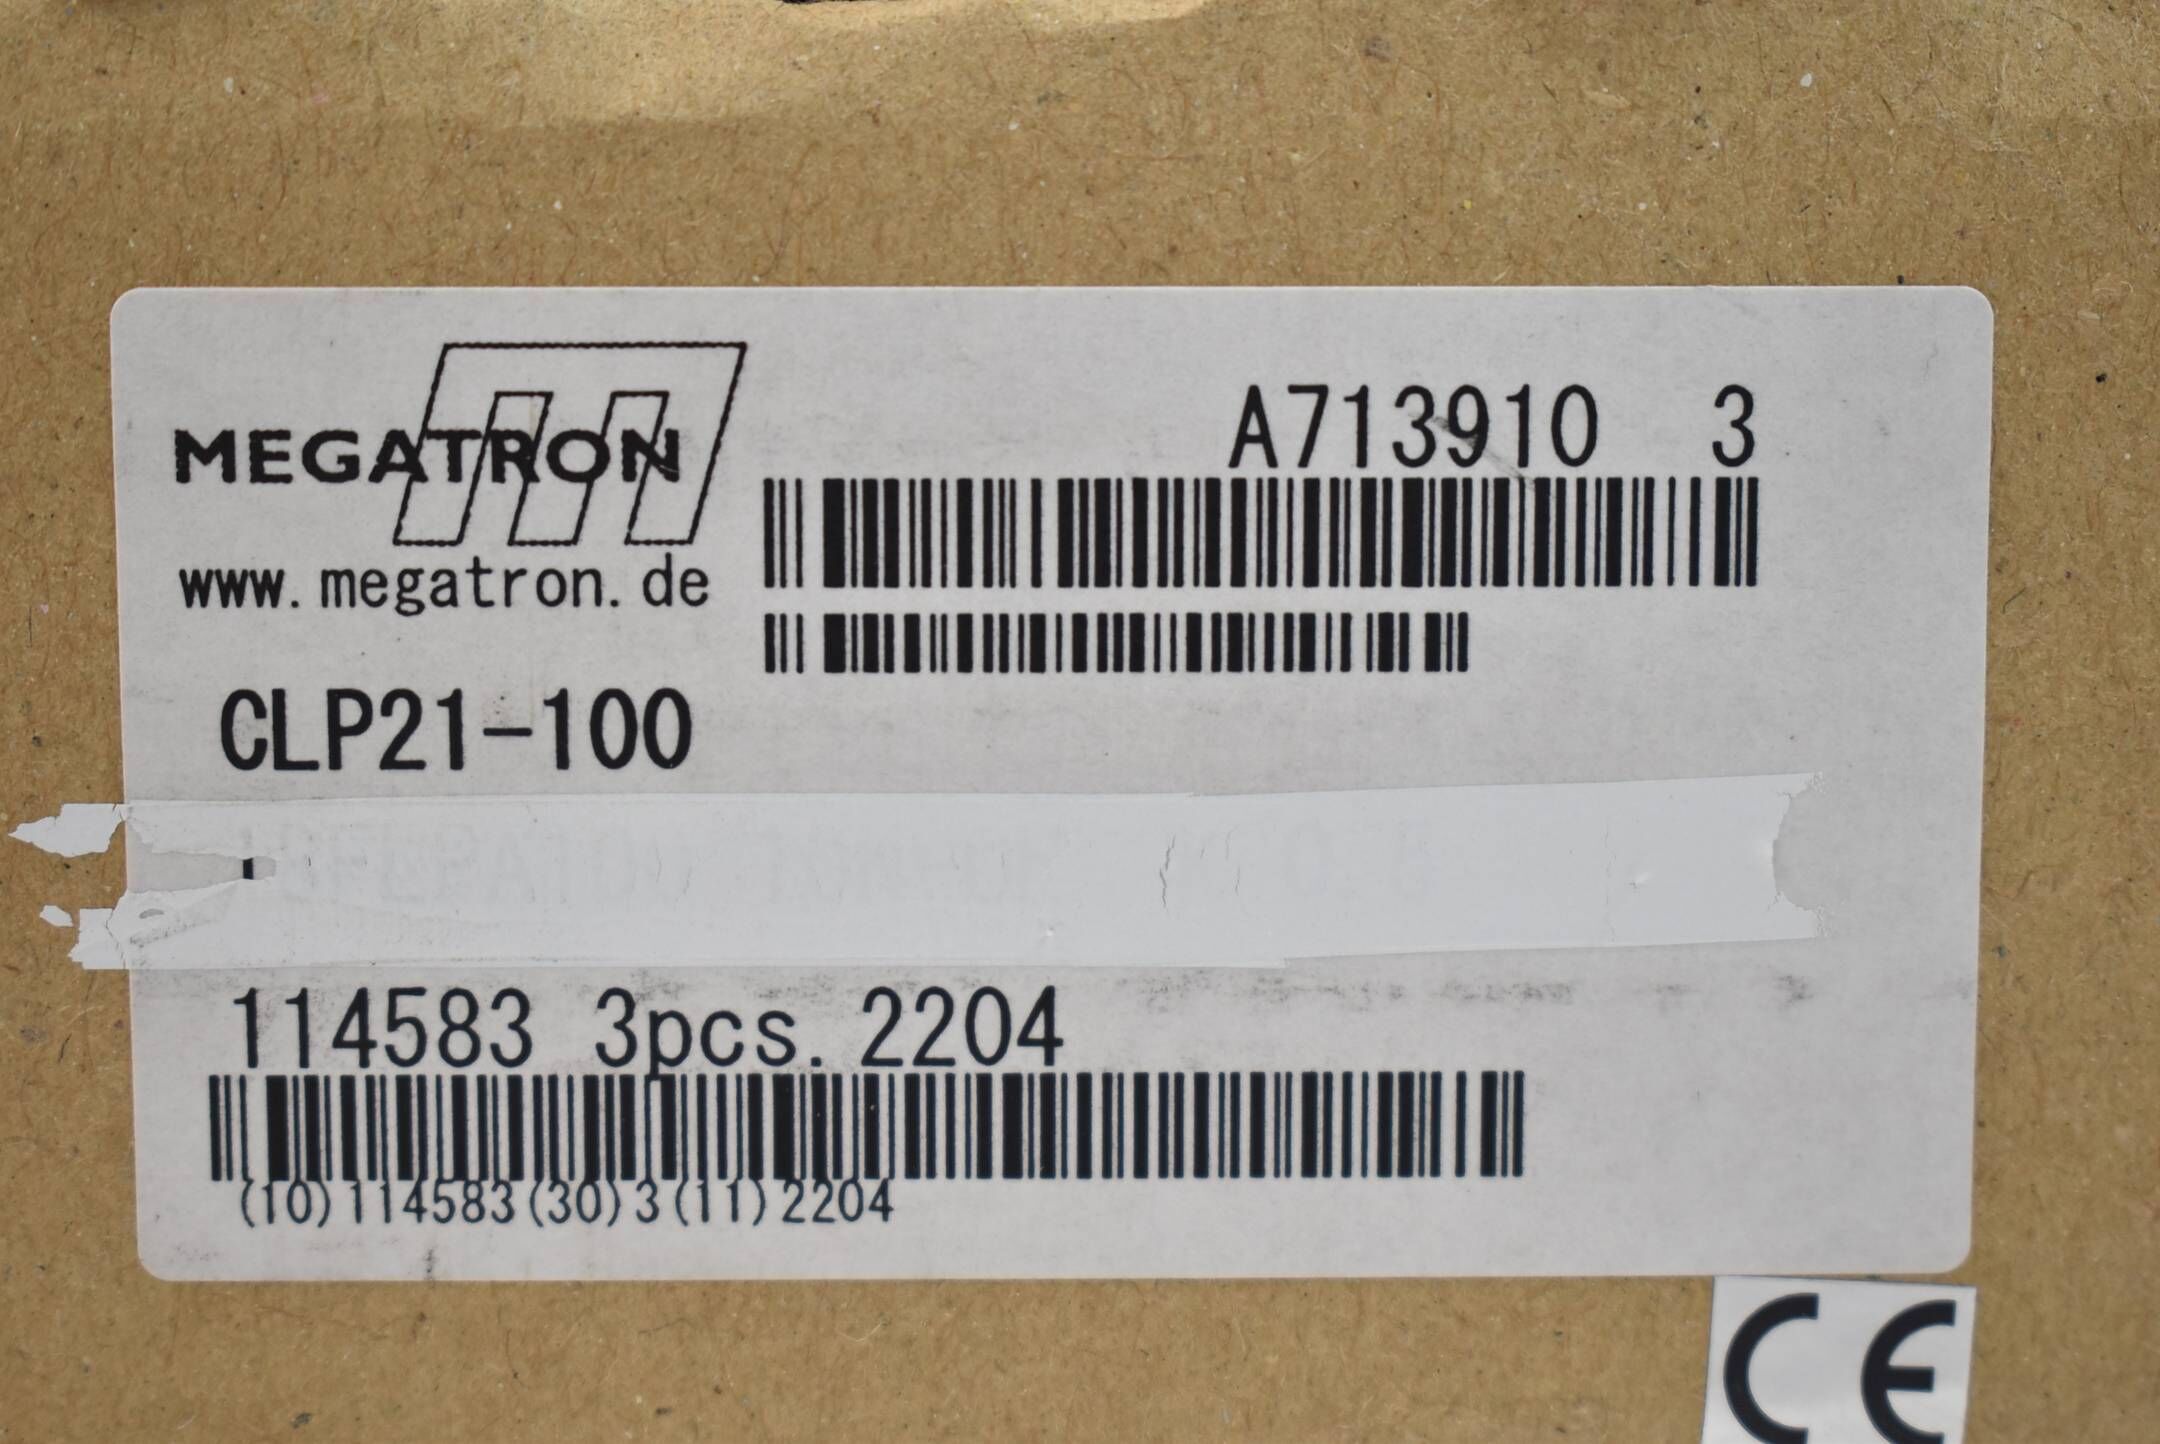 A713910 3
MEGATRON
www.megatron.de
CLP21-100
114583 3pcs. 2204
(10)114583(30)3(11)2204
CE